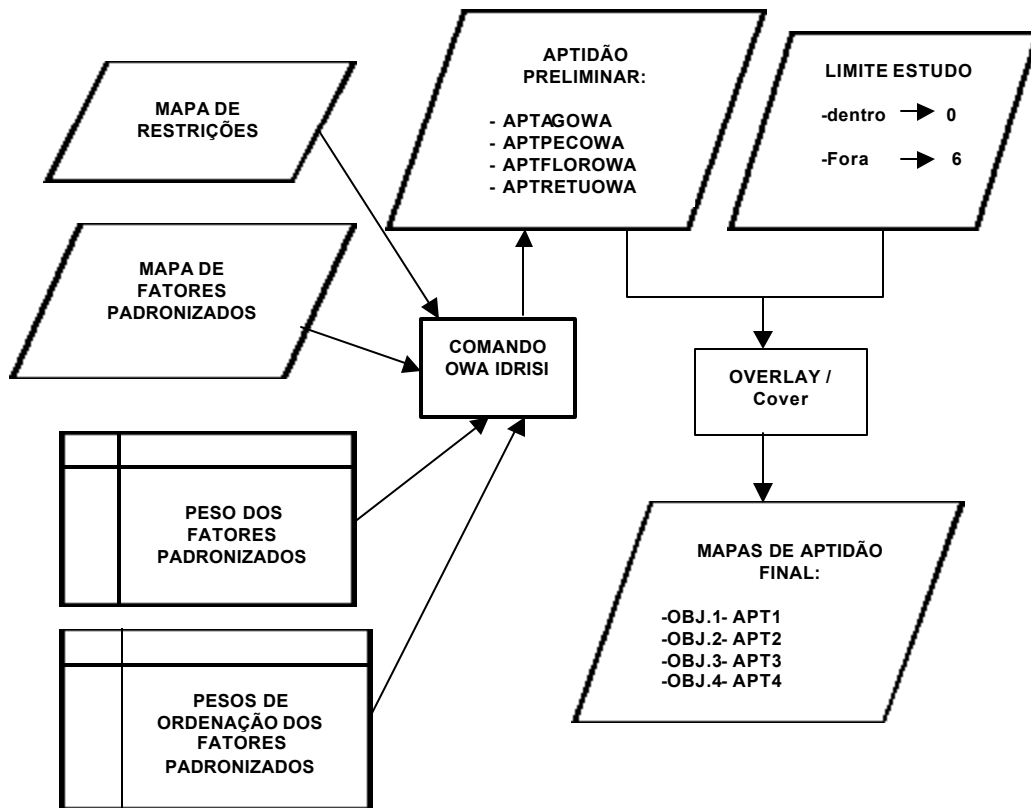 MAPA DE
RESTRIÇÕES
APTIDÃO
PRELIMINAR:
- APTAGOWA
- APTPECOWA
- APTFLOROWA
- APTRETUOWA
LIMITE ESTUDO
-dentro 0
-Fora 6
MAPA DE
FATORES
PADRONIZADOS
COMANDO
OWA IDRISI
OVERLAY /
Cover
PESO DOS
FATORES
PADRONIZADOS
MAPAS DE APTIDÃO
FINAL:
-OBJ.1- APT1
-OBJ.2- APT2
-OBJ.3- APT3
-OBJ.4- APT4
PESOS DE
ORDENAÇÃO DOS
FATORES
PADRONIZADOS